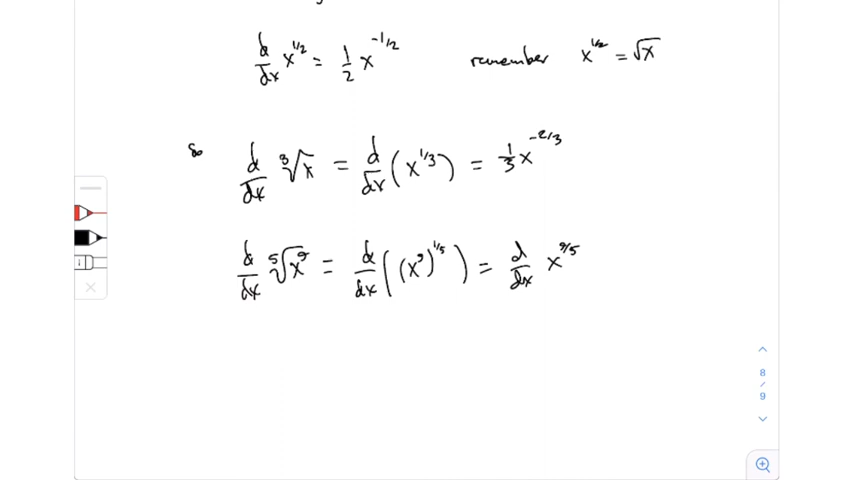 d/dx x^{1/2} = 1/2 x^{-1/2} remember x^{1/2} = √x
so d/dx ∛x = d/dx (x^{1/3}) = 1/3 x^{-2/3}
d/dx ⁵√x⁹ = d/dx ((x⁹)^{1/5}) = d/dx x^{9/5}
8
/
9